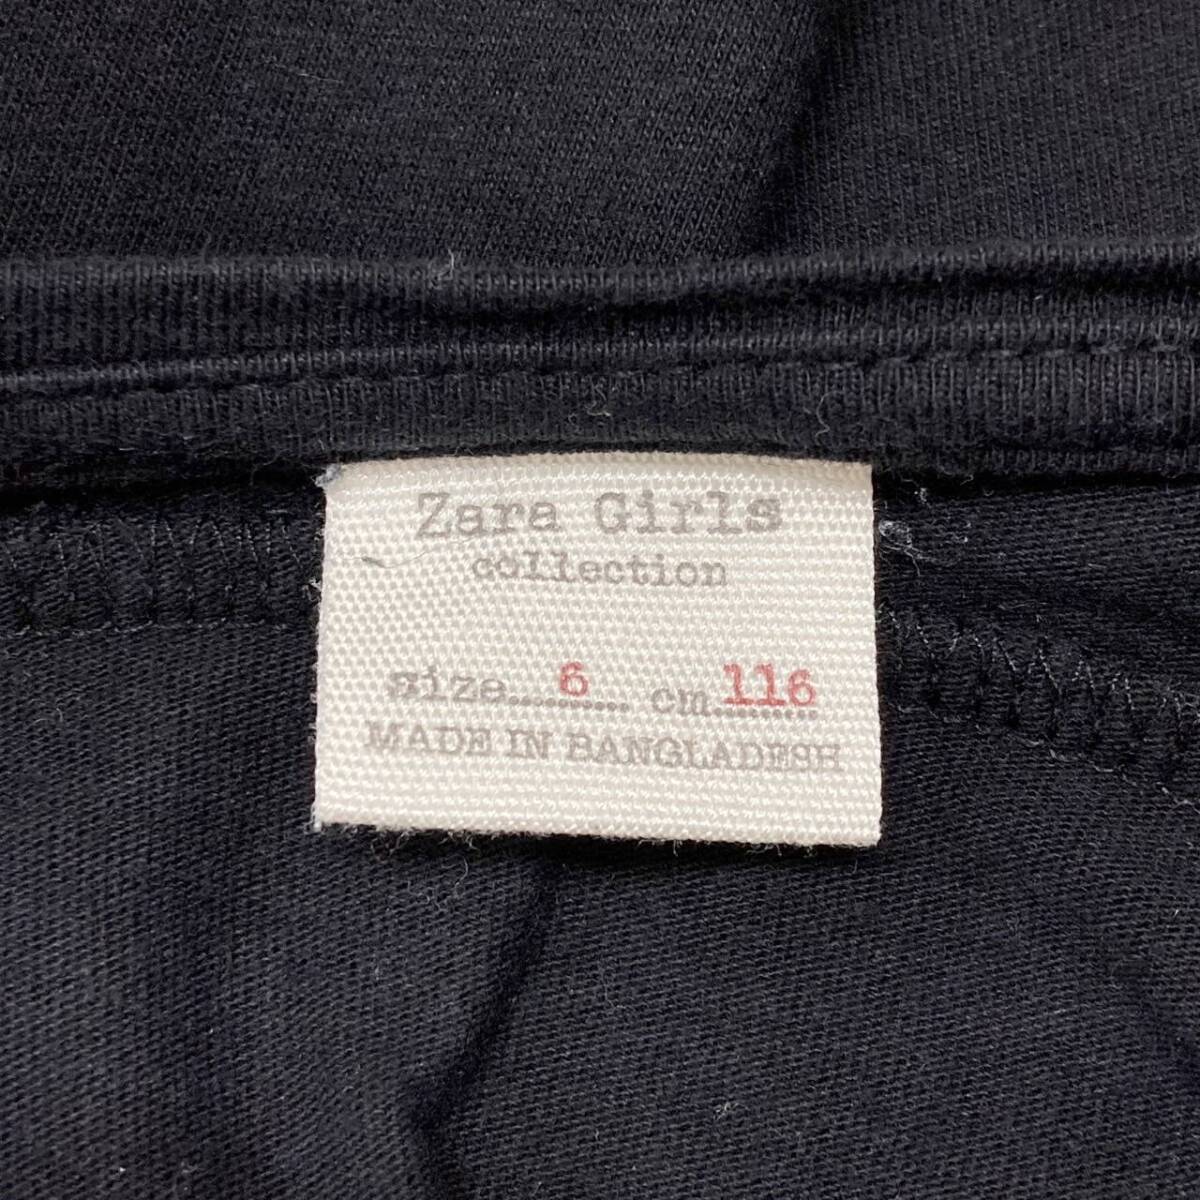 Zara Girls
collection
size....6.... cm.116.
MADE IN BANGLADESH